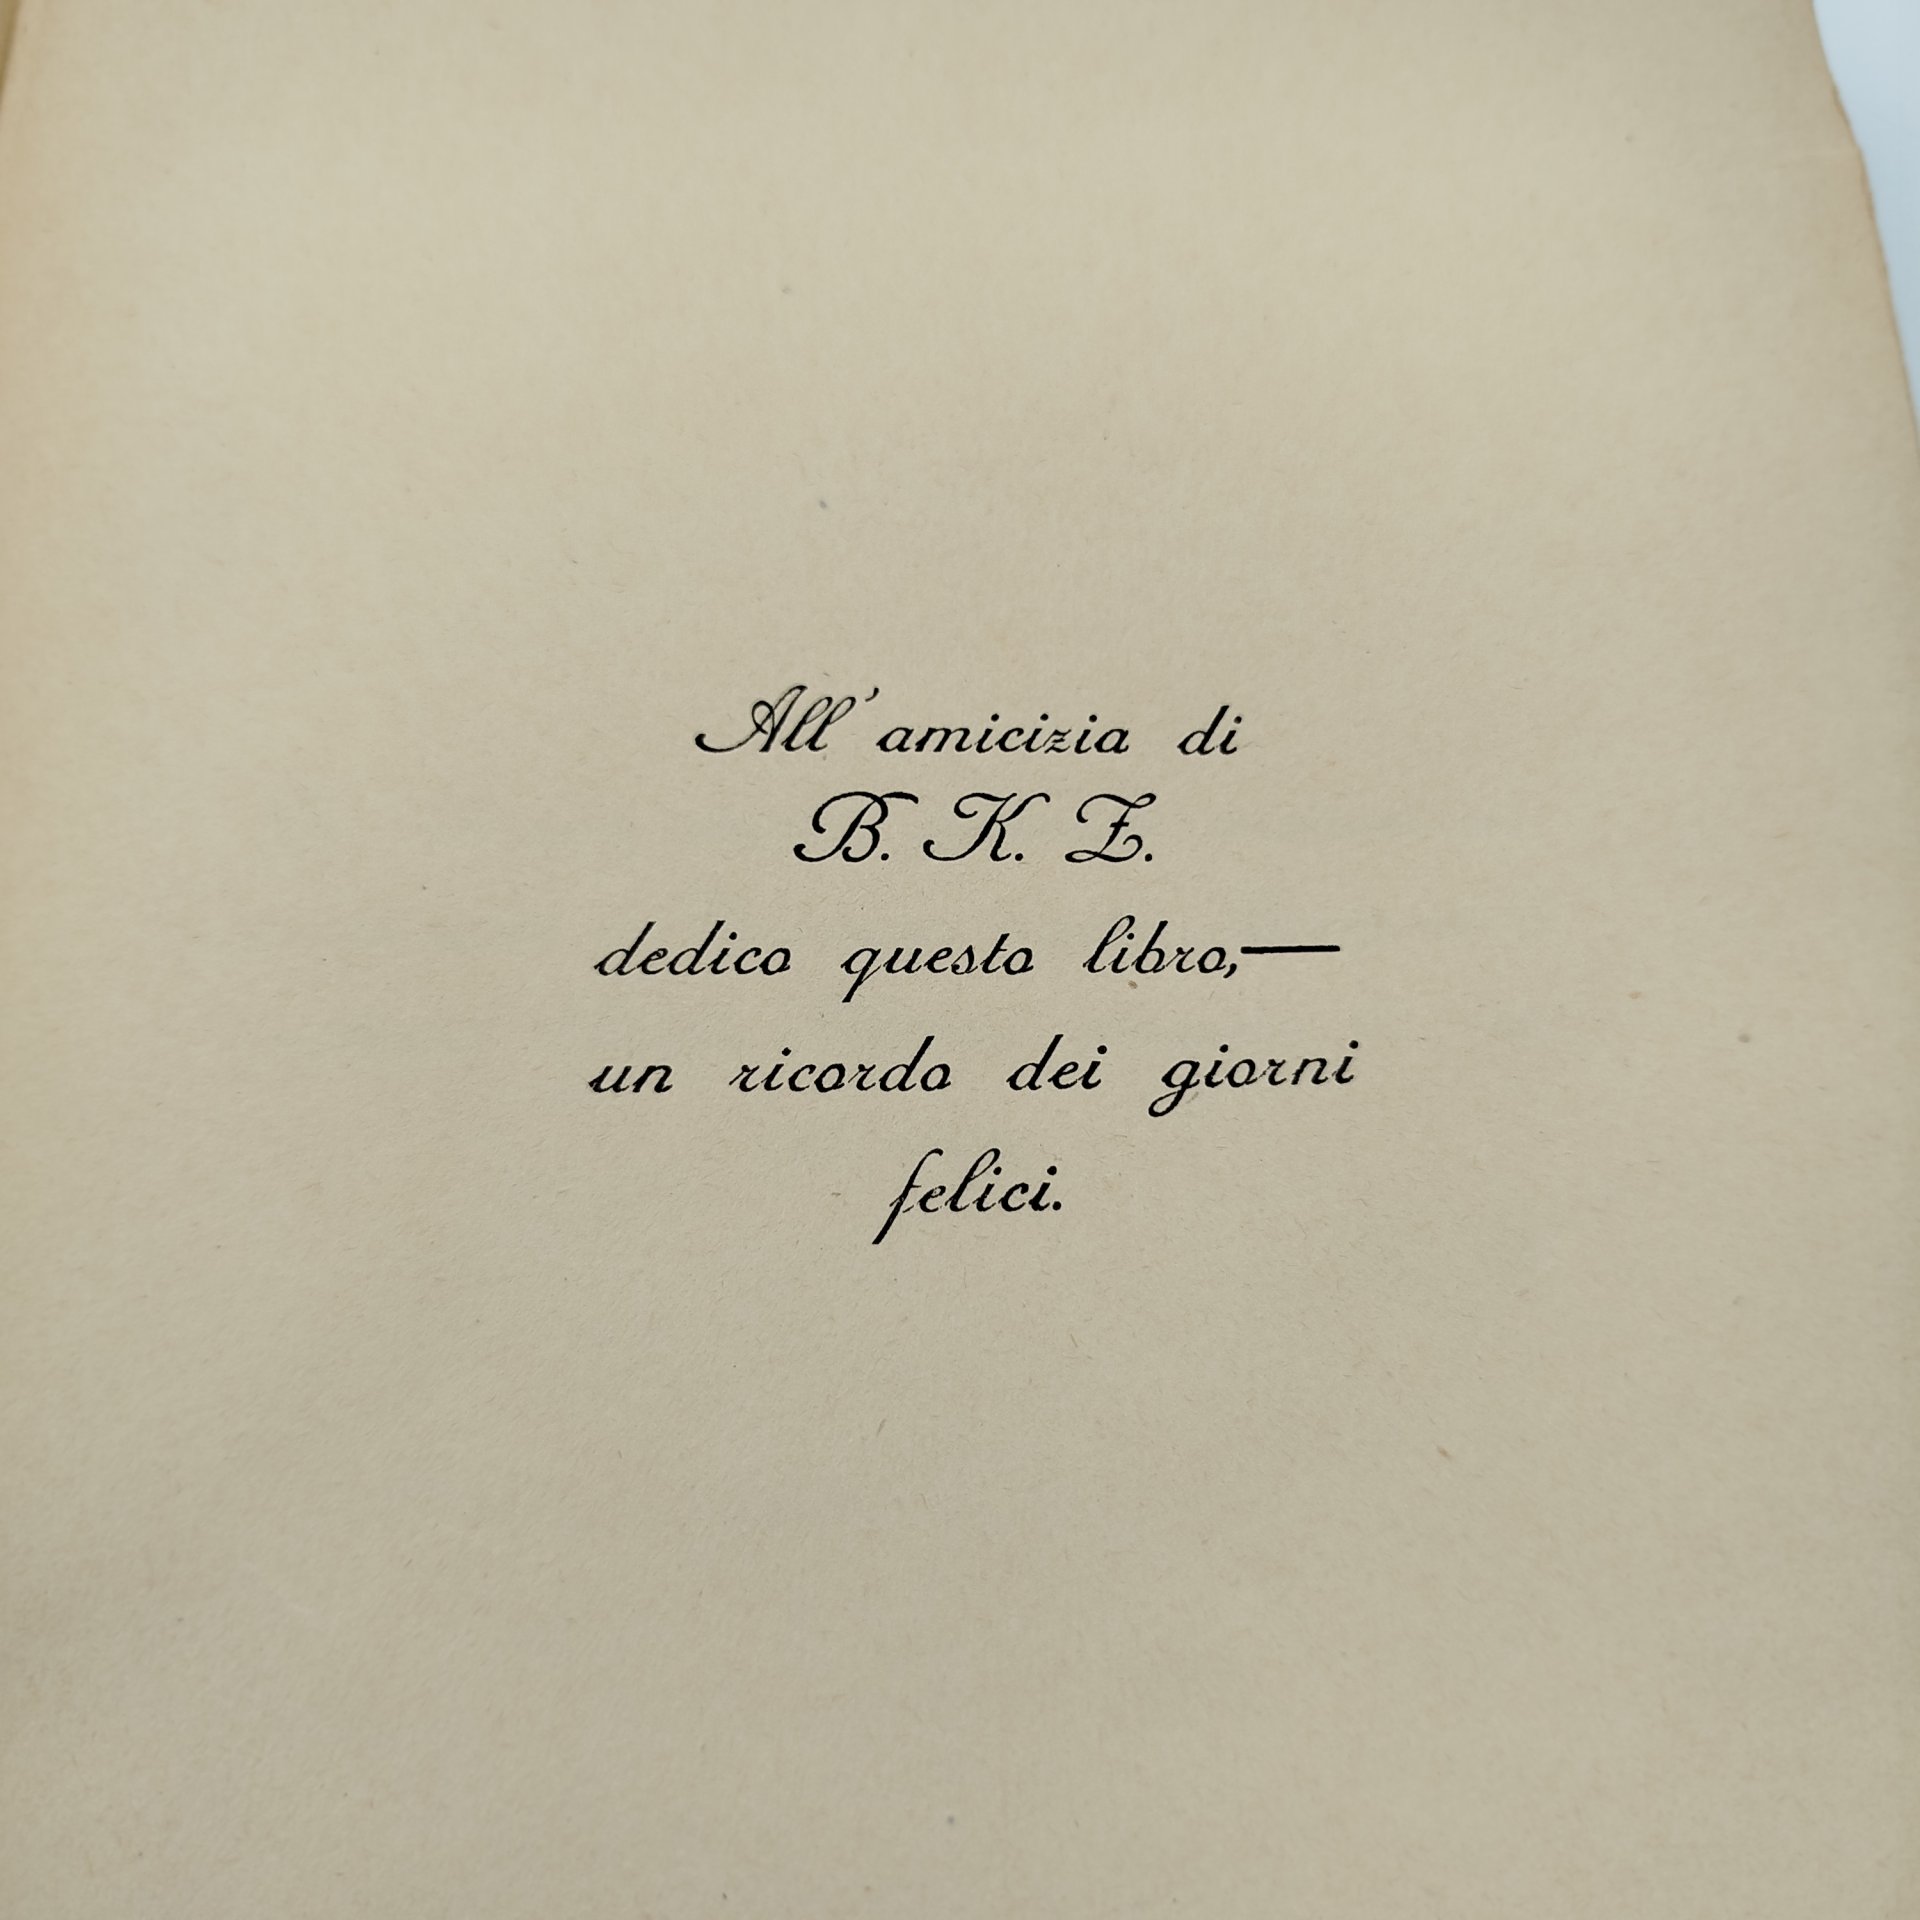 All' amicizia di
B. K. Z.
dedico questo libro,—
un ricordo dei giorni
felici.